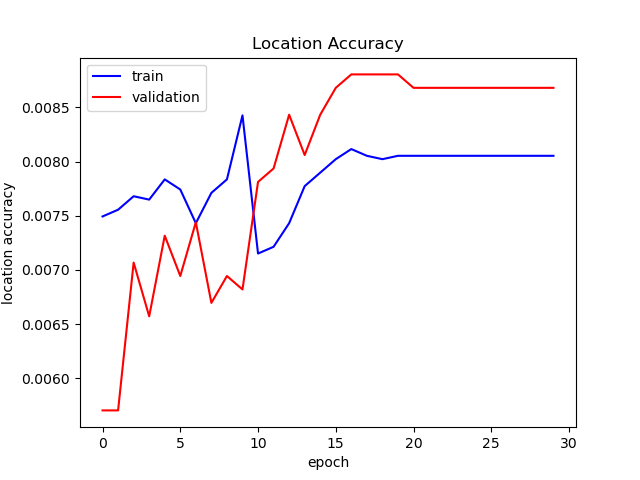 Location Accuracy
train
validation
0.0085
0.0080
0.0075
0.0070
0.0065
0.0060
location accuracy
0 5 10 15 20 25 30
epoch